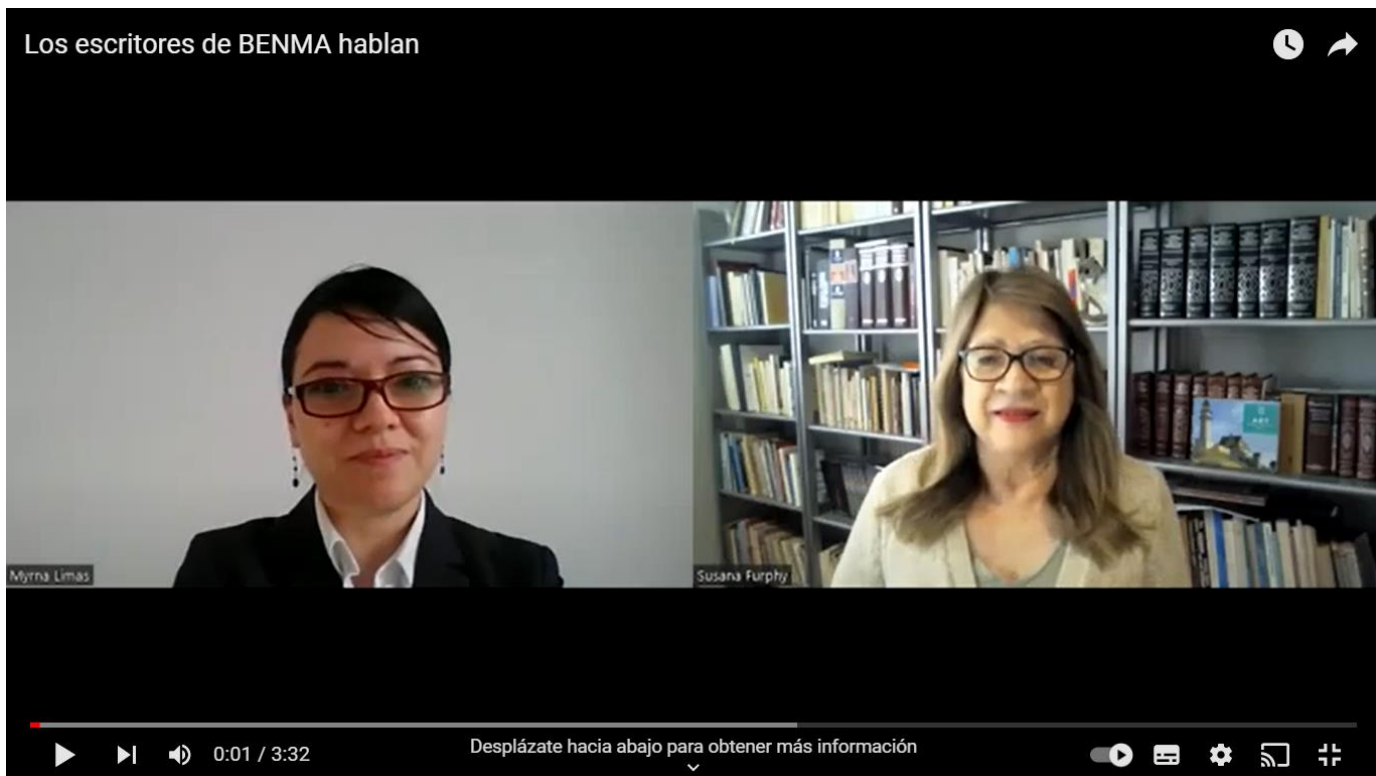 Los escritores de BENMA hablan
Myrna Limas
Susana Furphy
0:01 / 3:32
Desplázate hacia abajo para obtener más información